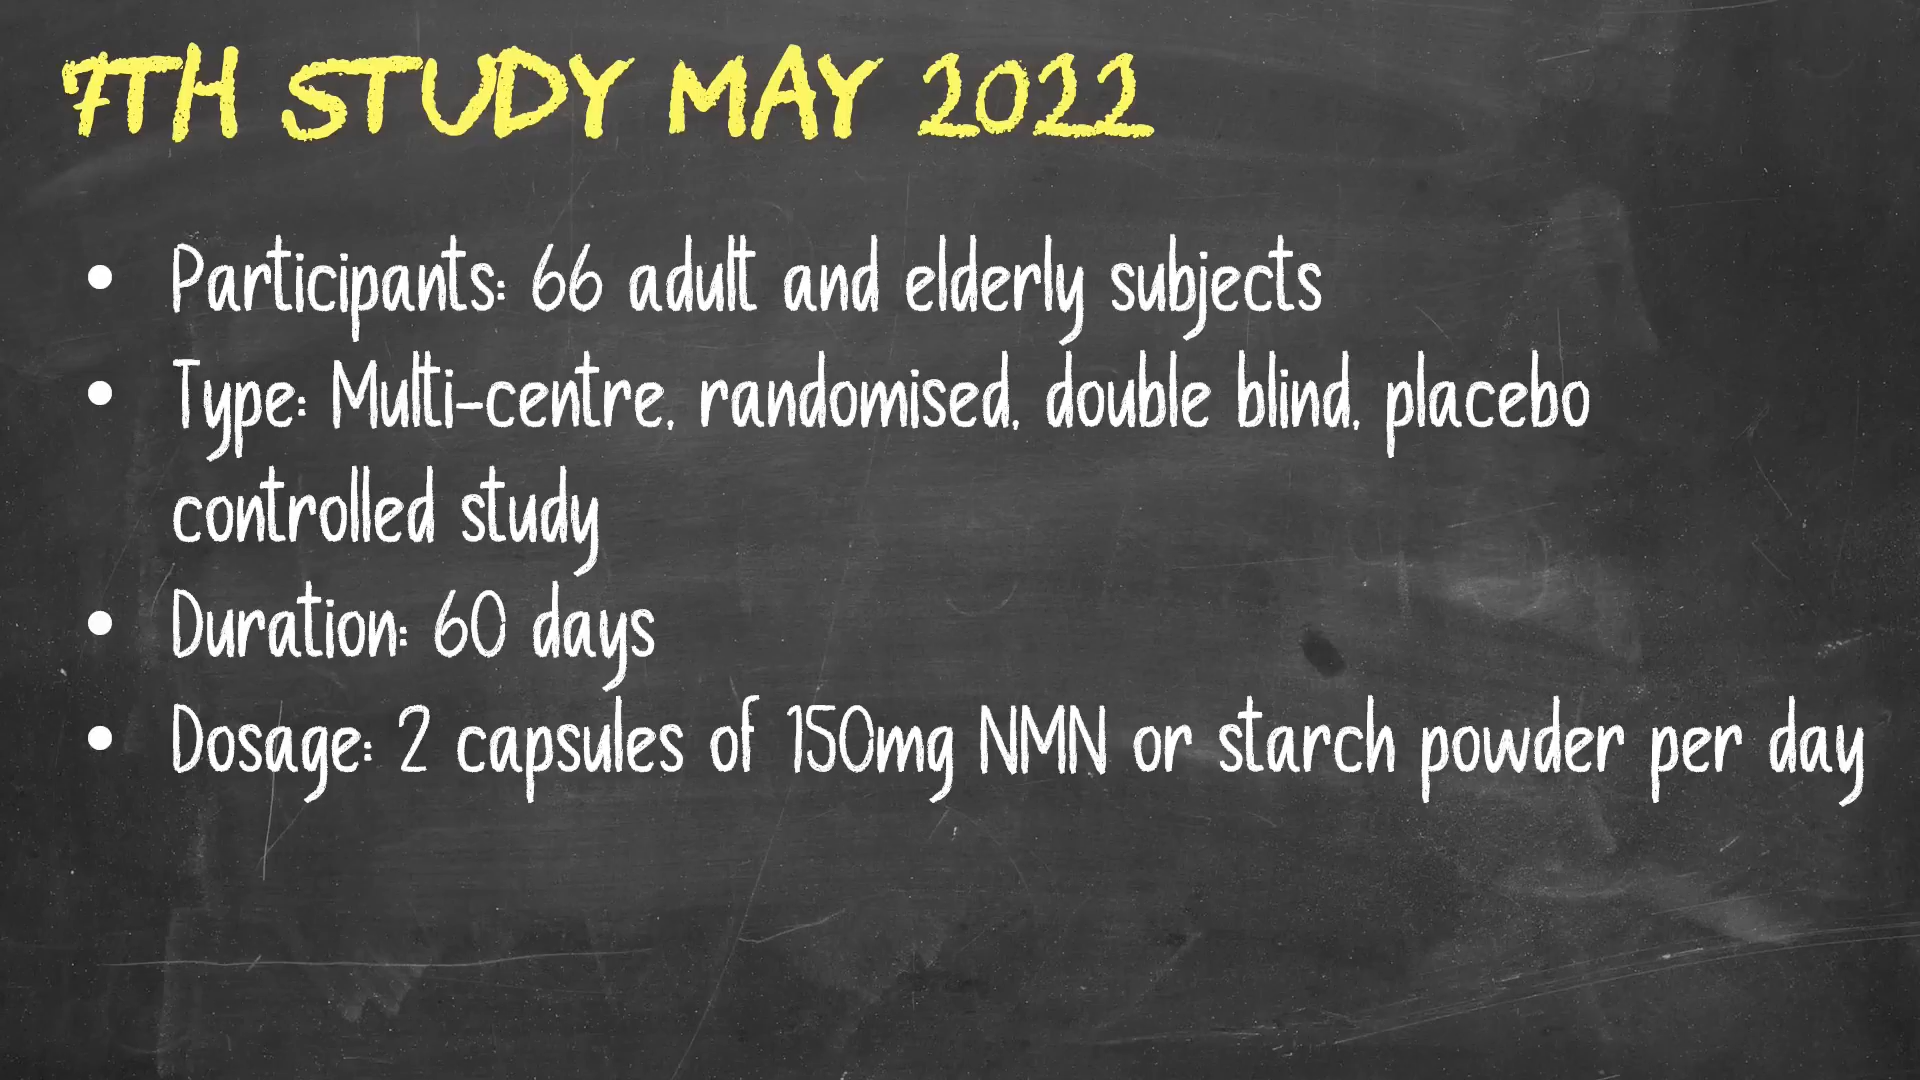 7TH STUDY MAY 2022
• Participants: 66 adult and elderly subjects
• Type: Multi-centre, randomised, double blind, placebo
controlled study
• Duration: 60 days
• Dosage: 2 capsules of 150mg NMN or starch powder per day